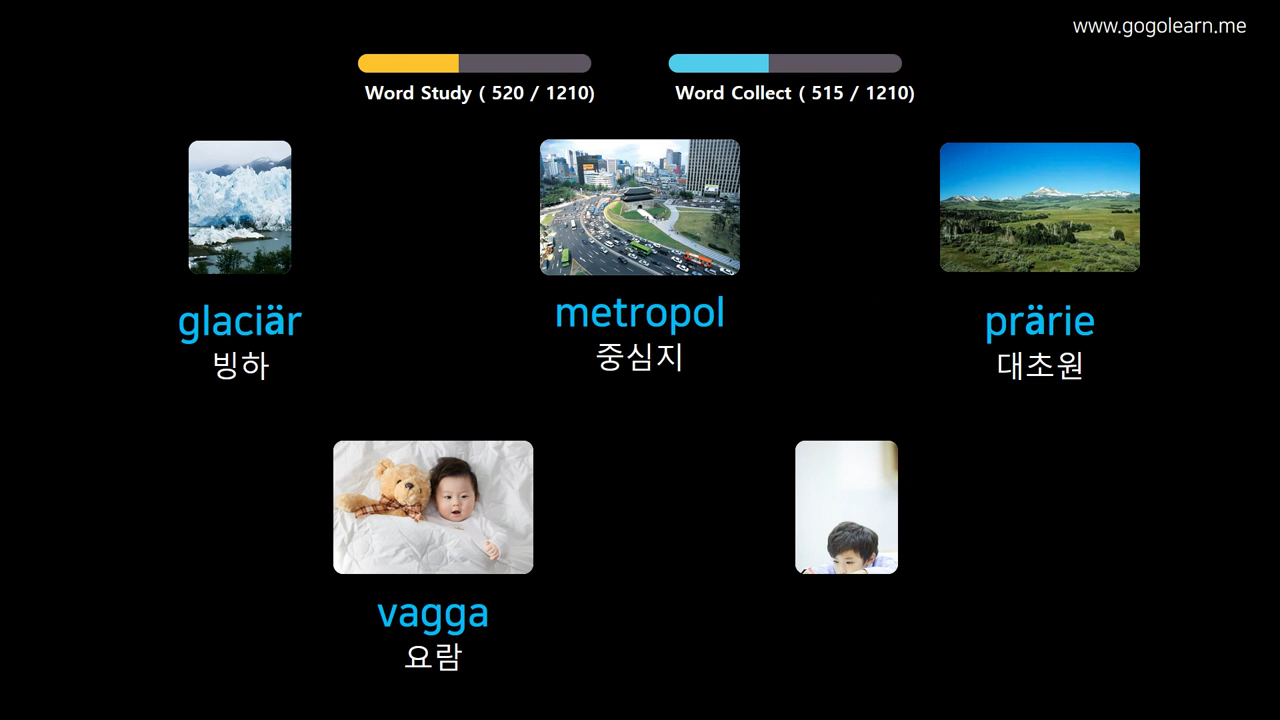 www.gogolearn.me
Word Study ( 520 / 1210)
Word Collect ( 515 / 1210)
glaciär
빙하
metropol
중심지
prärie
대초원
vagga
요람